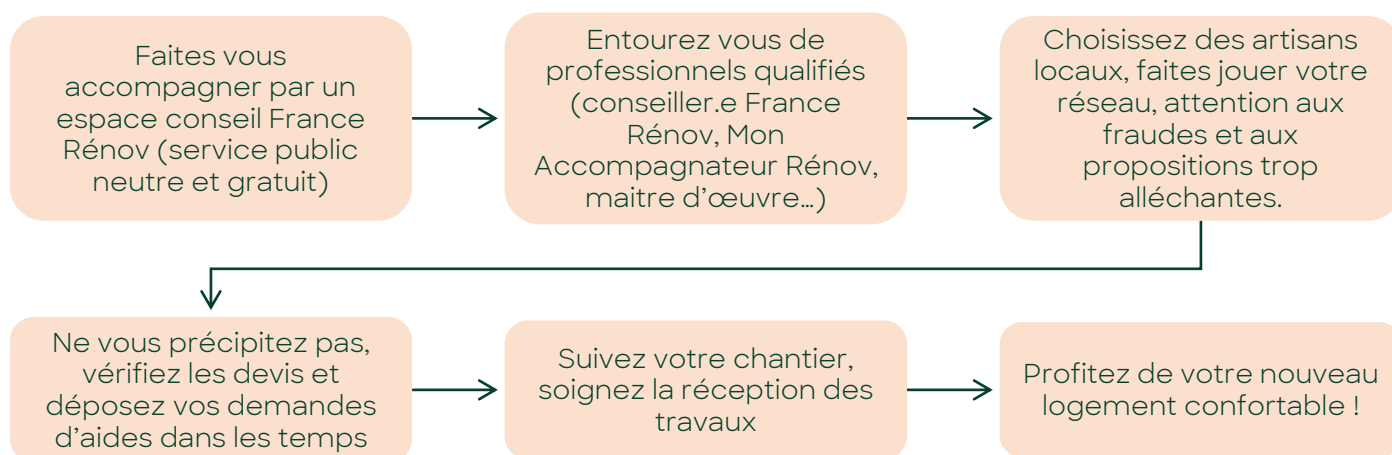 Faites vous
accompagner par un
espace conseil France
Rénov (service public
neutre et gratuit)
Entourez vous de
professionnels qualifiés
(conseiller.e France
Rénov, Mon
Accompagnateur Rénov,
maitre d’œuvre…)
Choisissez des artisans
locaux, faites jouer votre
réseau, attention aux
fraudes et aux
propositions trop
alléchantes.
Ne vous précipitez pas,
vérifiez les devis et
déposez vos demandes
d’aides dans les temps
Suivez votre chantier,
soignez la réception des
travaux
Profitez de votre nouveau
logement confortable !